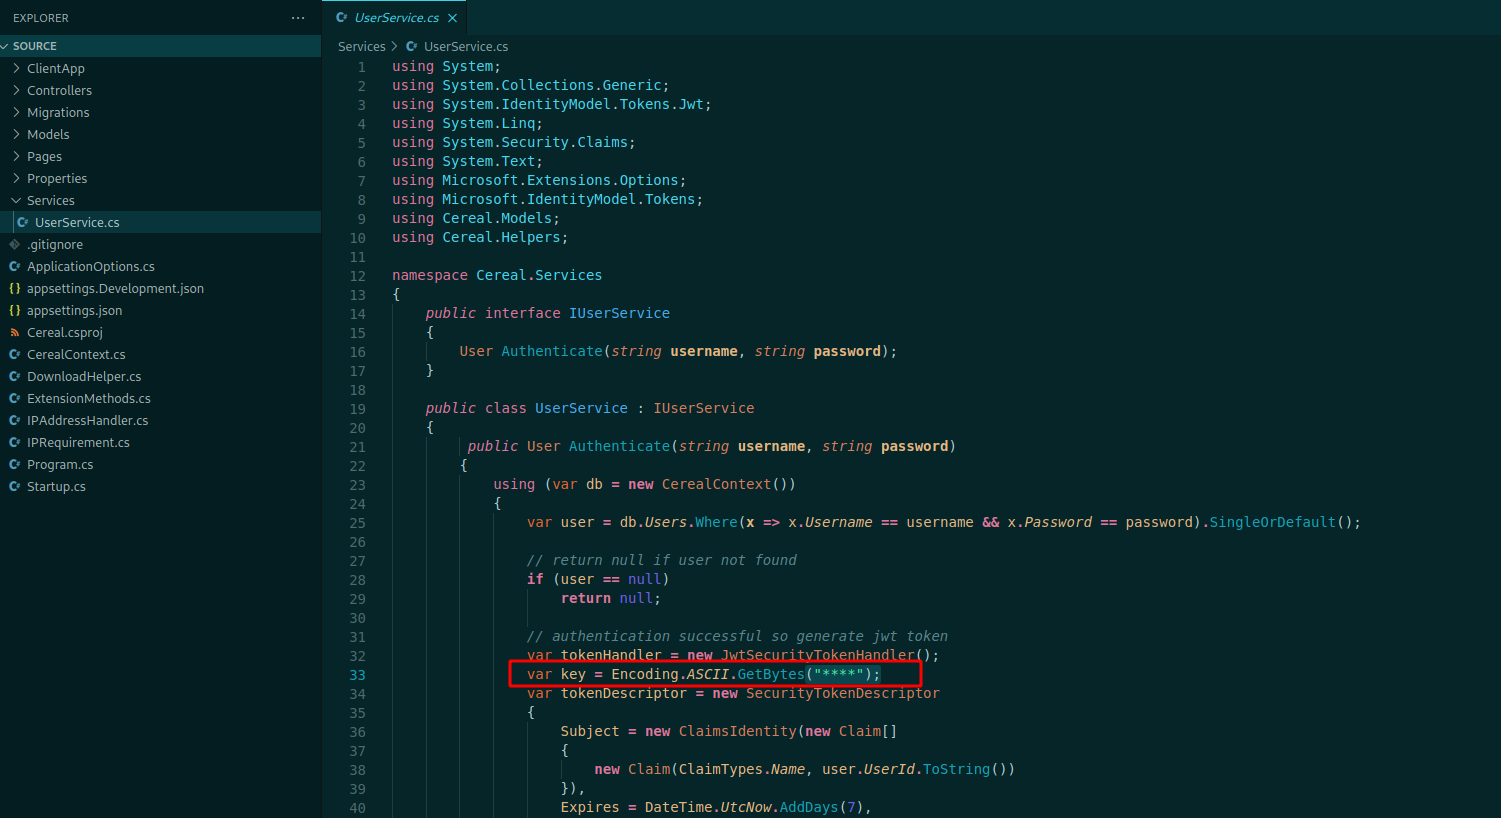 EXPLORER
SOURCE
ClientApp
Controllers
Migrations
Models
Pages
Properties
Services
UserService.cs
.gitignore
ApplicationOptions.cs
appsettings.Development.json
appsettings.json
Cereal.csproj
CerealContext.cs
DownloadHelper.cs
ExtensionMethods.cs
IPAddressHandler.cs
IPRequirement.cs
Program.cs
Startup.cs
UserService.cs
Services > UserService.cs
1 using System;
2 using System.Collections.Generic;
3 using System.IdentityModel.Tokens.Jwt;
4 using System.Linq;
5 using System.Security.Claims;
6 using System.Text;
7 using Microsoft.Extensions.Options;
8 using Microsoft.IdentityModel.Tokens;
9 using Cereal.Models;
10 using Cereal.Helpers;
11
12 namespace Cereal.Services
13 {
14     public interface IUserService
15     {
16         User Authenticate(string username, string password);
17     }
18
19     public class UserService : IUserService
20     {
21          public User Authenticate(string username, string password)
22         {
23             using (var db = new CerealContext())
24             {
25                 var user = db.Users.Where(x => x.Username == username && x.Password == password).SingleOrDefault();
26
27                 // return null if user not found
28                 if (user == null)
29                     return null;
30
31                 // authentication successful so generate jwt token
32                 var tokenHandler = new JwtSecurityTokenHandler();
33                 var key = Encoding.ASCII.GetBytes("****");
34                 var tokenDescriptor = new SecurityTokenDescriptor
35                 {
36                     Subject = new ClaimsIdentity(new Claim[]
37                     {
38                         new Claim(ClaimTypes.Name, user.UserId.ToString())
39                     }),
40                     Expires = DateTime.UtcNow.AddDays(7),